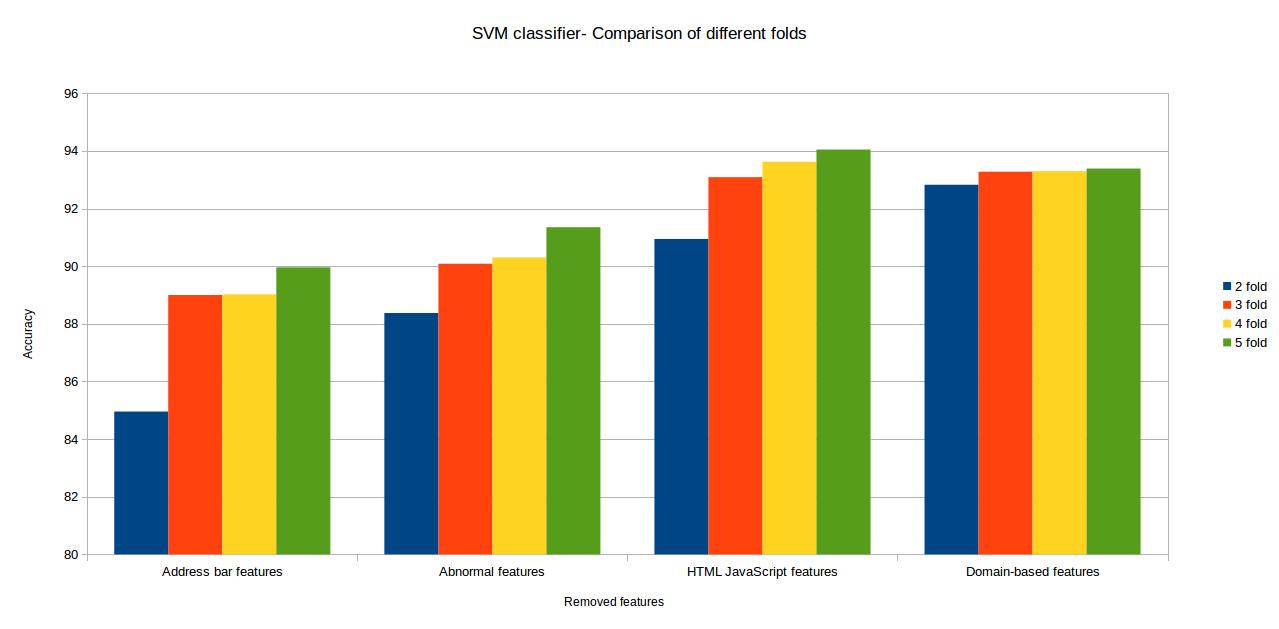 SVM classifier- Comparison of different folds
96
94
92
90
88
86
84
82
80
Accuracy
Address bar features
Abnormal features
HTML JavaScript features
Domain-based features
Removed features
2 fold
3 fold
4 fold
5 fold